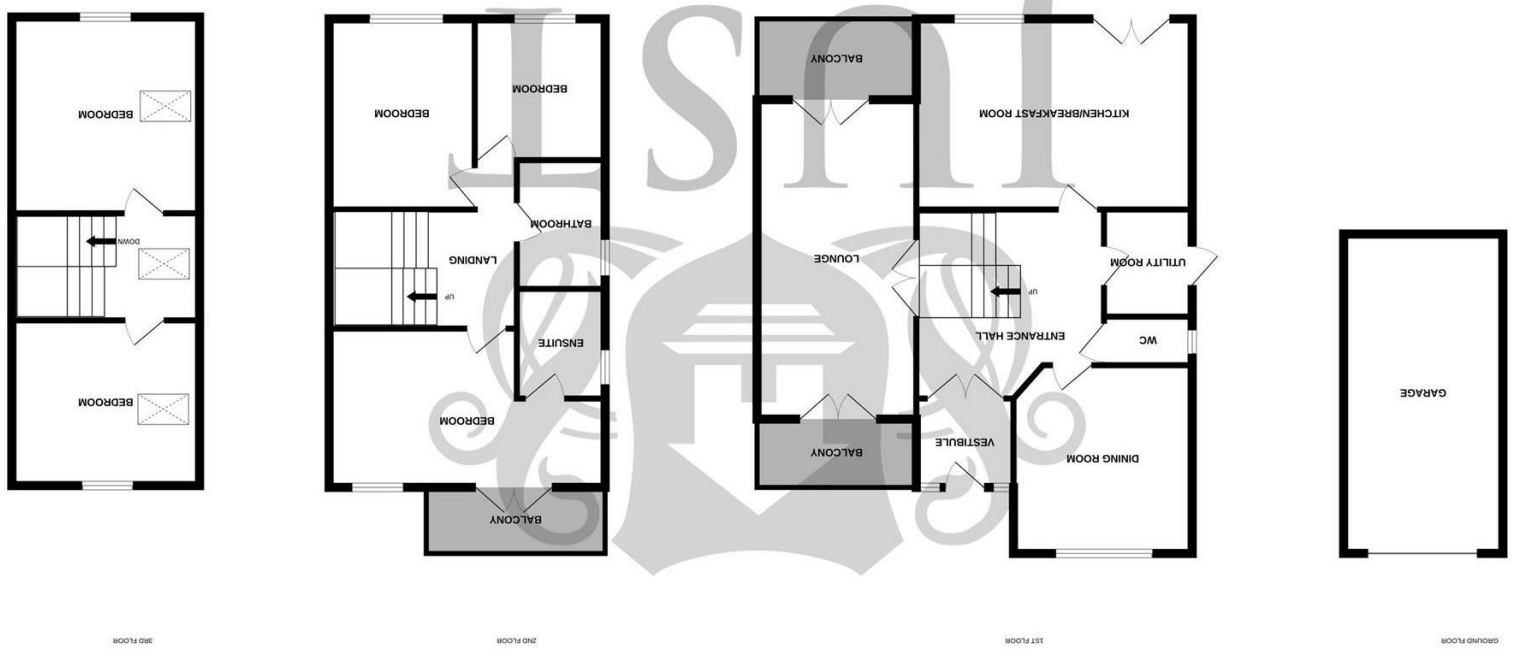 GROUND FLOOR
GARAGE
1ST FLOOR
DINING ROOM
VESTIBULE
BALCONY
WC
ENTRANCE HALL
UP
UTILITY ROOM
LOUNGE
KITCHEN/BREAKFAST ROOM
BALCONY
2ND FLOOR
BALCONY
BEDROOM
ENSUITE
UP
LANDING
BATHROOM
BEDROOM
BEDROOM
3RD FLOOR
BEDROOM
DOWN
BEDROOM
JUST